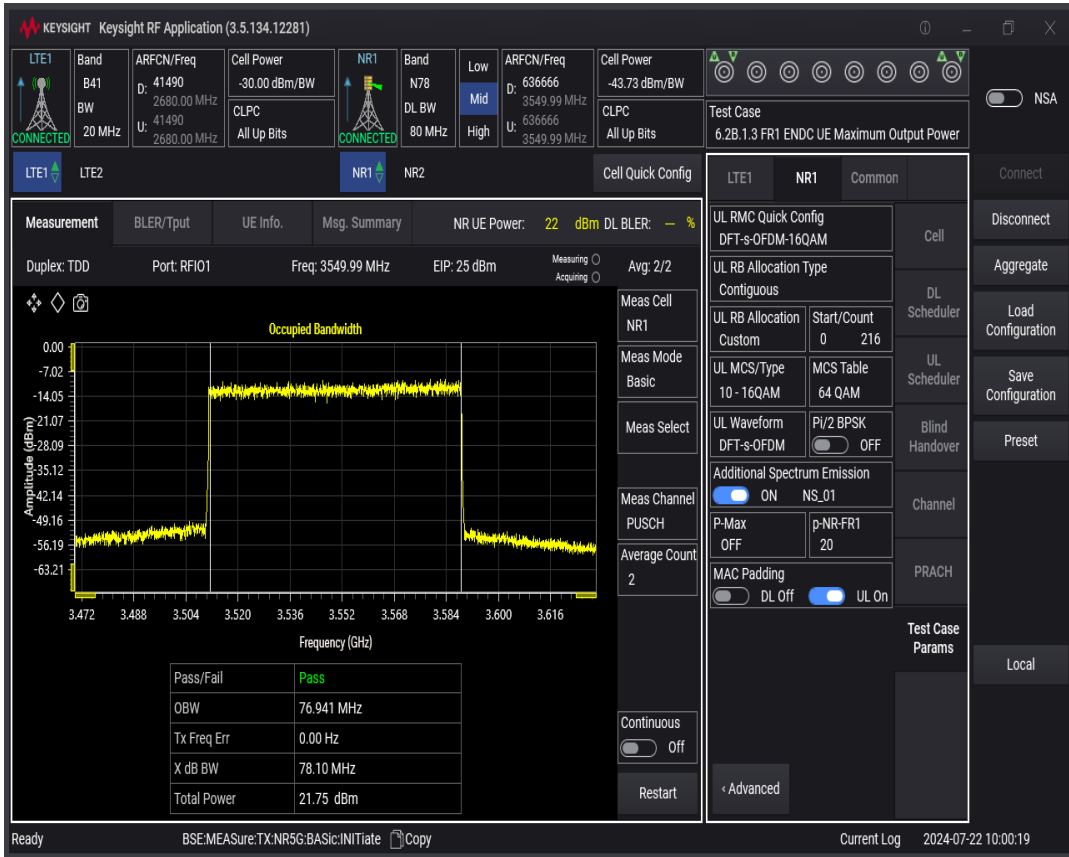 KEYSIGHT Keysight RF Application (3.5.134.12281)
LTE1
CONNECTED
Band
B41
BW
20 MHz
ARFCN/Freq
D: 41490
2680.00 MHz
U: 41490
2680.00 MHz
Cell Power
-30.00 dBm/BW
CLPC
All Up Bits
NR1
CONNECTED
Band
N78
DL BW
80 MHz
Low
Mid
High
ARFCN/Freq
D: 636666
3549.99 MHz
U: 636666
3549.99 MHz
Cell Power
-43.73 dBm/BW
CLPC
All Up Bits
Test Case
6.2B.1.3 FR1 ENDC UE Maximum Output Power
NSA
LTE1 LTE2
NR1 NR2
Cell Quick Config
Measurement BLER/Tput UE Info. Msg. Summary NR UE Power: 22 dBm DL BLER: --- %
Duplex: TDD Port: RFIO1 Freq: 3549.99 MHz EIP: 25 dBm Measuring Acquiring Avg: 2/2
Occupied Bandwidth
Amplitude (dBm)
0.00
-7.02
-14.05
-21.07
-28.09
-35.12
-42.14
-49.16
-56.19
-63.21
3.472 3.488 3.504 3.520 3.536 3.552 3.568 3.584 3.600 3.616
Frequency (GHz)
Pass/Fail Pass
OBW 76.941 MHz
Tx Freq Err 0.00 Hz
X dB BW 78.10 MHz
Total Power 21.75 dBm
Meas Cell
NR1
Meas Mode
Basic
Meas Select
Meas Channel
PUSCH
Average Count
2
Continuous
Off
Restart
LTE1 NR1 Common
UL RMC Quick Config
DFT-s-OFDM-16QAM
UL RB Allocation Type
Contiguous
UL RB Allocation
Custom
Start/Count
0 216
UL MCS/Type
10 - 16QAM
MCS Table
64 QAM
UL Waveform
DFT-s-OFDM
Pi/2 BPSK
OFF
Additional Spectrum Emission
ON NS_01
P-Max
OFF
p-NR-FR1
20
MAC Padding
DL Off UL On
‹ Advanced
Cell
DL
Scheduler
UL
Scheduler
Blind
Handover
Channel
PRACH
Test Case
Params
Connect
Disconnect
Aggregate
Load
Configuration
Save
Configuration
Preset
Local
Ready BSE:MEASure:TX:NR5G:BASic:INITiate Copy Current Log 2024-07-22 10:00:19